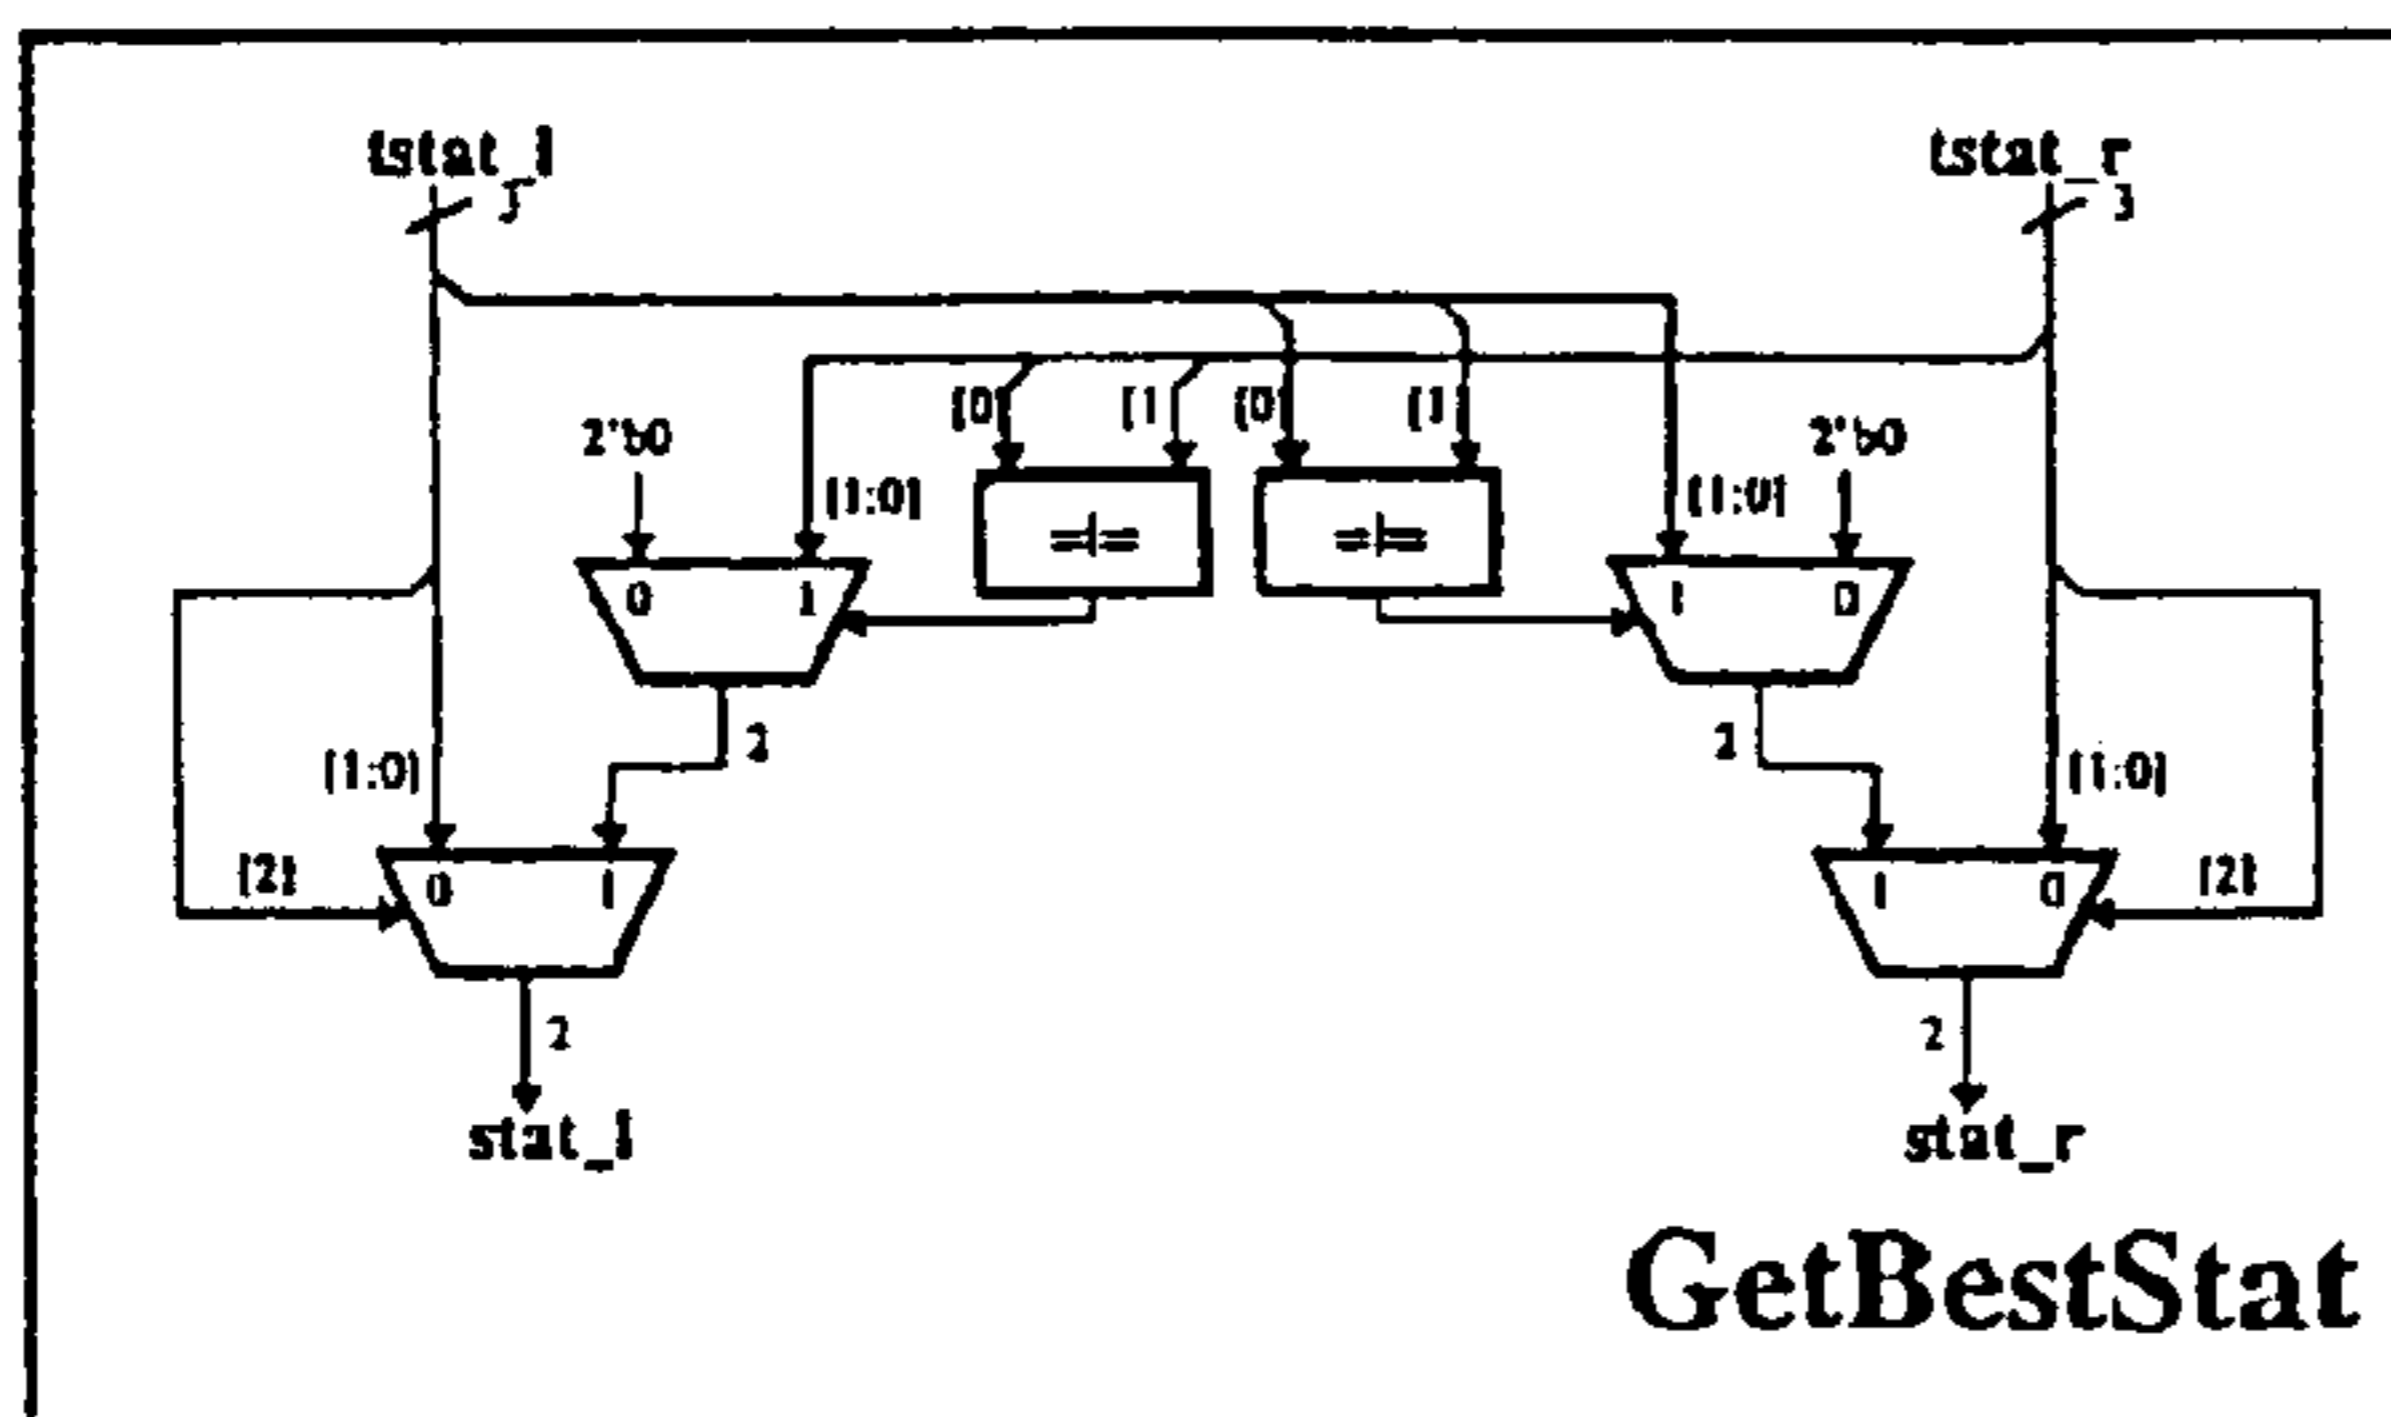 tstat_l tstat_r
3 3
[0] [1] [0] [1]
2'b0 2'b0
[1:0] =|= =|= [1:0]
0 1 1 0
2 2
[1:0] [1:0]
[2] 0 1 1 0 [2]
2 2
stat_l stat_r
GetBestStat